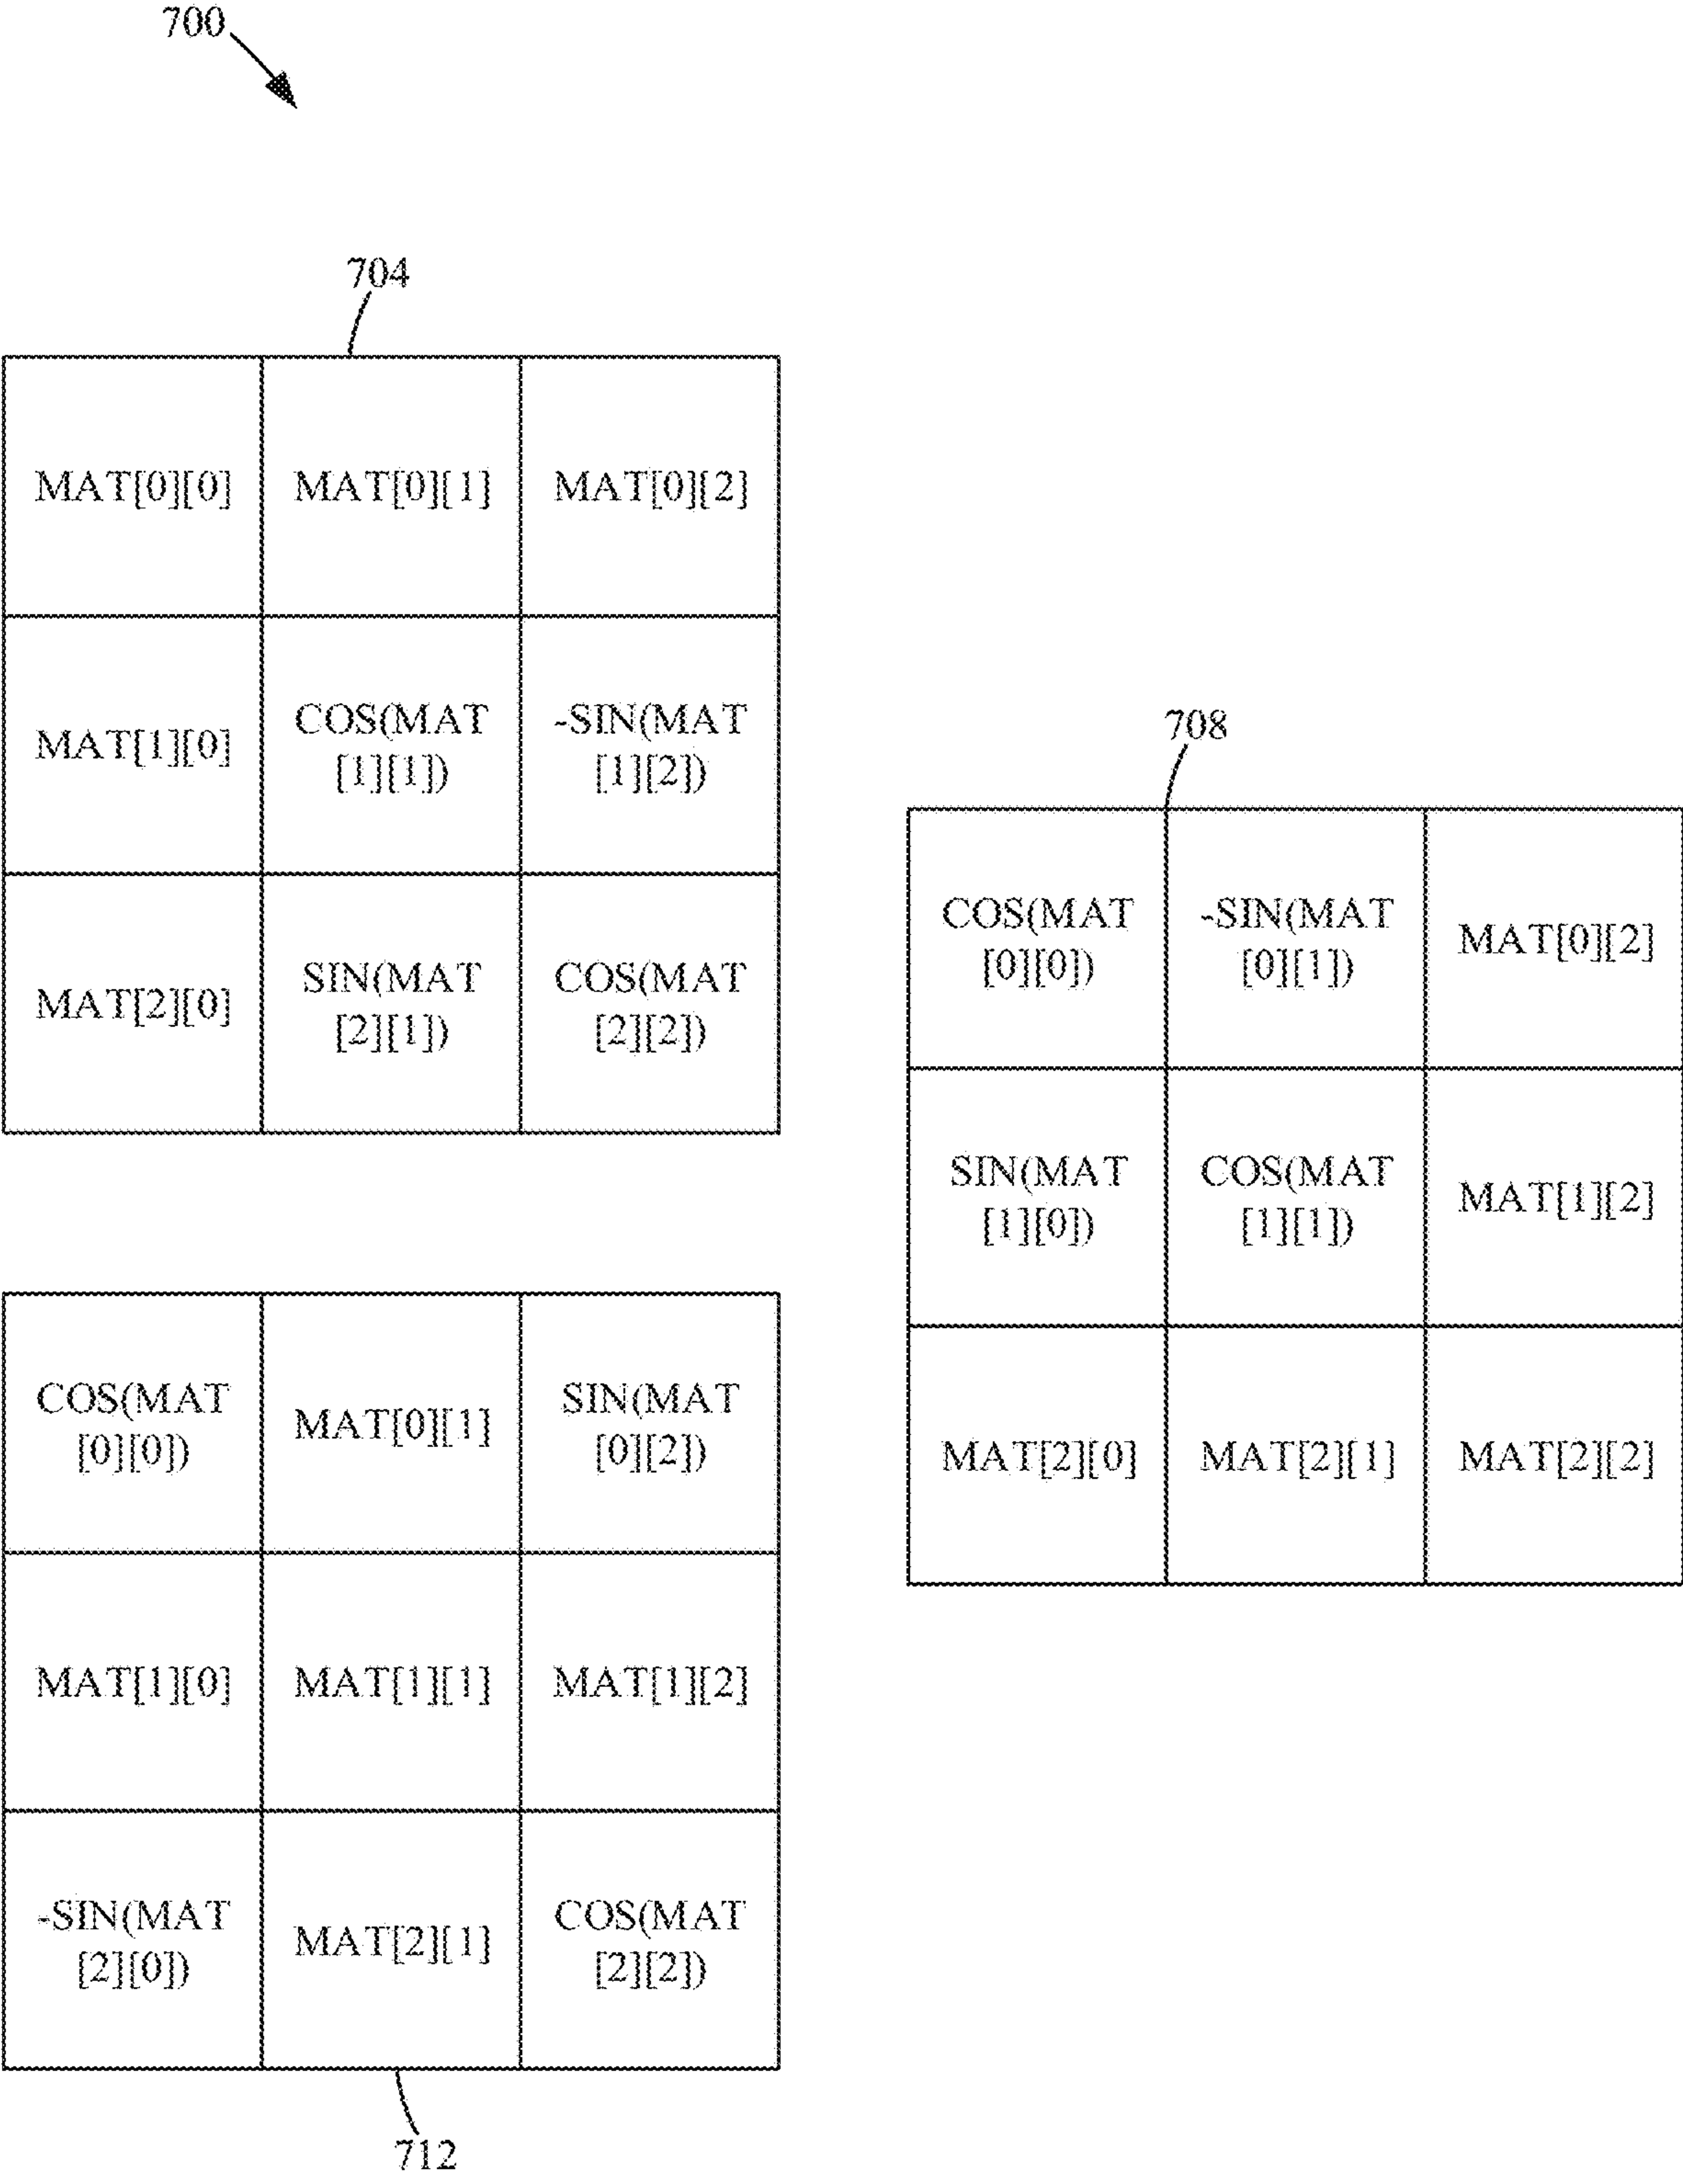 700
704
MAT[0][0] MAT[0][1] MAT[0][2]
MAT[1][0]
COS(MAT
[1][1])
-SIN(MAT
[1][2])
MAT[2][0]
SIN(MAT
[2][1])
COS(MAT
[2][2])
708
COS(MAT
[0][0])
-SIN(MAT
[0][1])
MAT[0][2]
SIN(MAT
[1][0])
COS(MAT
[1][1])
MAT[1][2]
MAT[2][0] MAT[2][1] MAT[2][2]
COS(MAT
[0][0])
MAT[0][1]
SIN(MAT
[0][2])
MAT[1][0] MAT[1][1] MAT[1][2]
-SIN(MAT
[2][0])
MAT[2][1]
COS(MAT
[2][2])
712